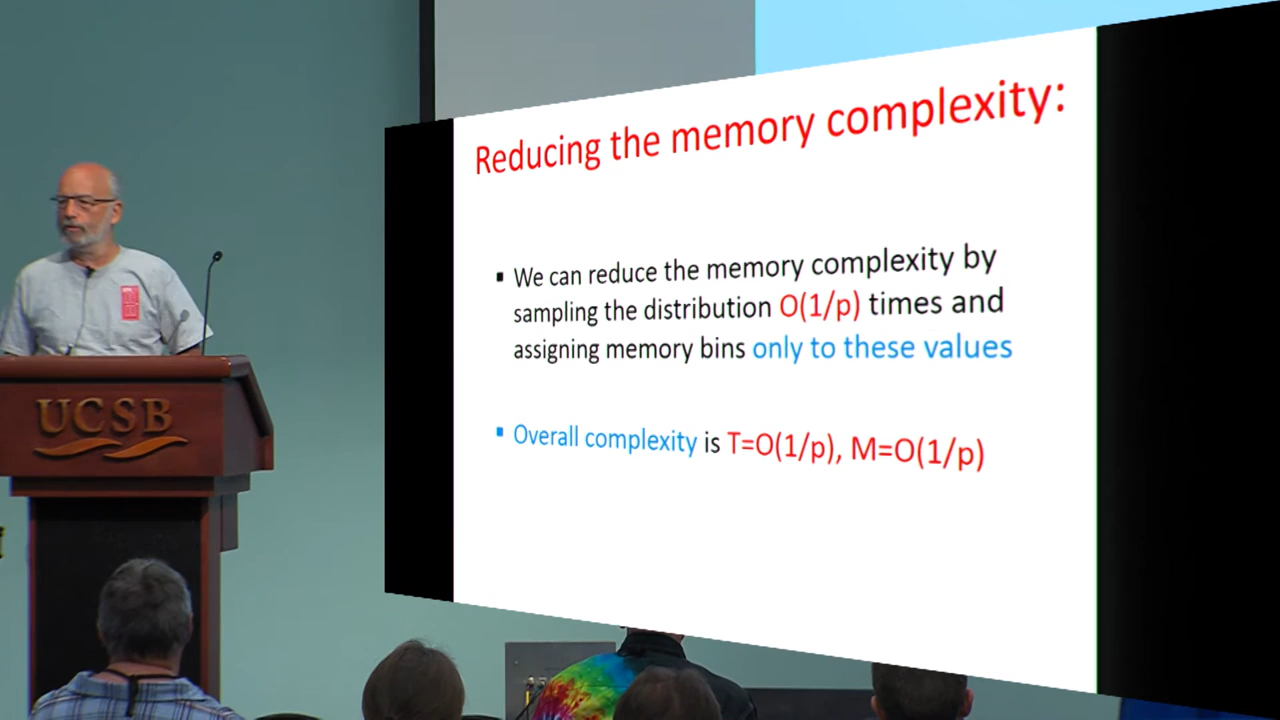 Reducing the memory complexity:
▪ We can reduce the memory complexity by
sampling the distribution O(1/p) times and
assigning memory bins only to these values
▪ Overall complexity is T=O(1/p), M=O(1/p)
UCSB